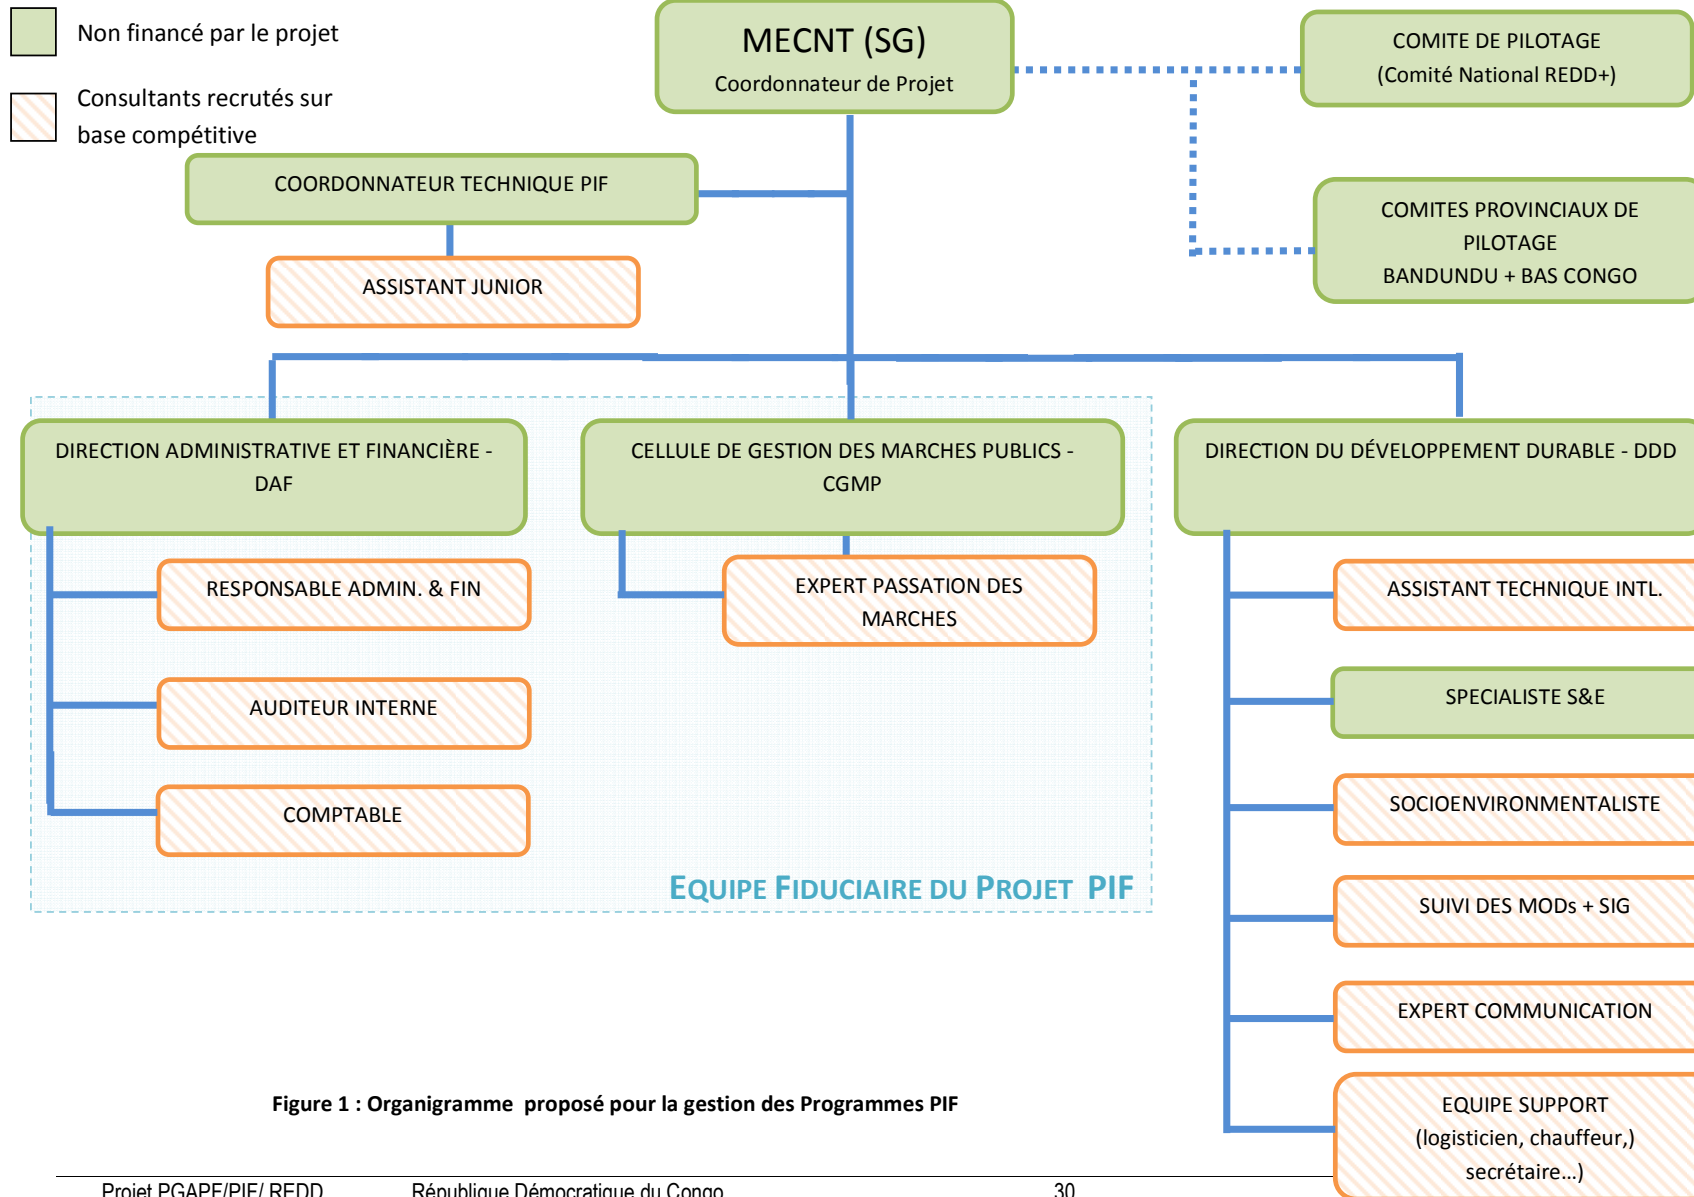 Non financé par le projet
Consultants recrutés sur
base compétitive
MECNT (SG)
Coordonnateur de Projet
COMITE DE PILOTAGE
(Comité National REDD+)
COORDONNATEUR TECHNIQUE PIF
ASSISTANT JUNIOR
COMITES PROVINCIAUX DE
PILOTAGE
BANDUNDU + BAS CONGO
DIRECTION ADMINISTRATIVE ET FINANCIÈRE -
DAF
CELLULE DE GESTION DES MARCHES PUBLICS -
CGMP
DIRECTION DU DÉVELOPPEMENT DURABLE - DDD
RESPONSABLE ADMIN. & FIN
AUDITEUR INTERNE
COMPTABLE
EXPERT PASSATION DES
MARCHES
EQUIPE FIDUCIAIRE DU PROJET PIF
ASSISTANT TECHNIQUE INTL.
SPECIALISTE S&E
SOCIOENVIRONMENTALISTE
SUIVI DES MODs + SIG
EXPERT COMMUNICATION
EQUIPE SUPPORT
(logisticien, chauffeur,)
secrétaire...)
Figure 1 : Organigramme proposé pour la gestion des Programmes PIF
Projet PGAPF/PIF/ REDD République Démocratique du Congo 30